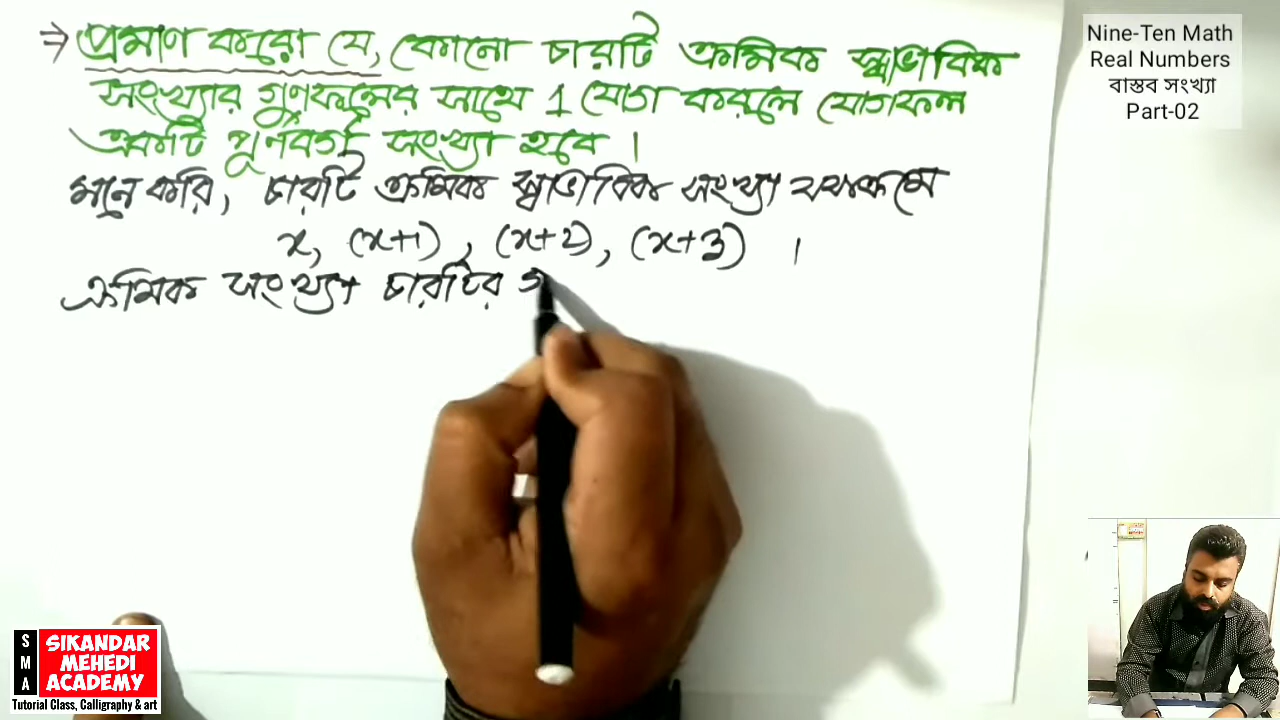 ⇒ প্রমাণ করো যে, কোনো চারটি ক্রমিক স্বাভাবিক
সংখ্যার গুণফলের সাথে 1 যোগ করলে যোগফল
একটি পূর্ণবর্গ সংখ্যা হবে ।
মনে করি, চারটি ক্রমিক স্বাভাবিক সংখ্যা যথাক্রমে
x, (x+1), (x+2), (x+3) ।
ক্রমিক সংখ্যা চারটির
Nine-Ten Math
Real Numbers
বাস্তব সংখ্যা
Part-02
SMA
SIKANDAR
MEHEDI
ACADEMY
Tutorial Class, Calligraphy & art